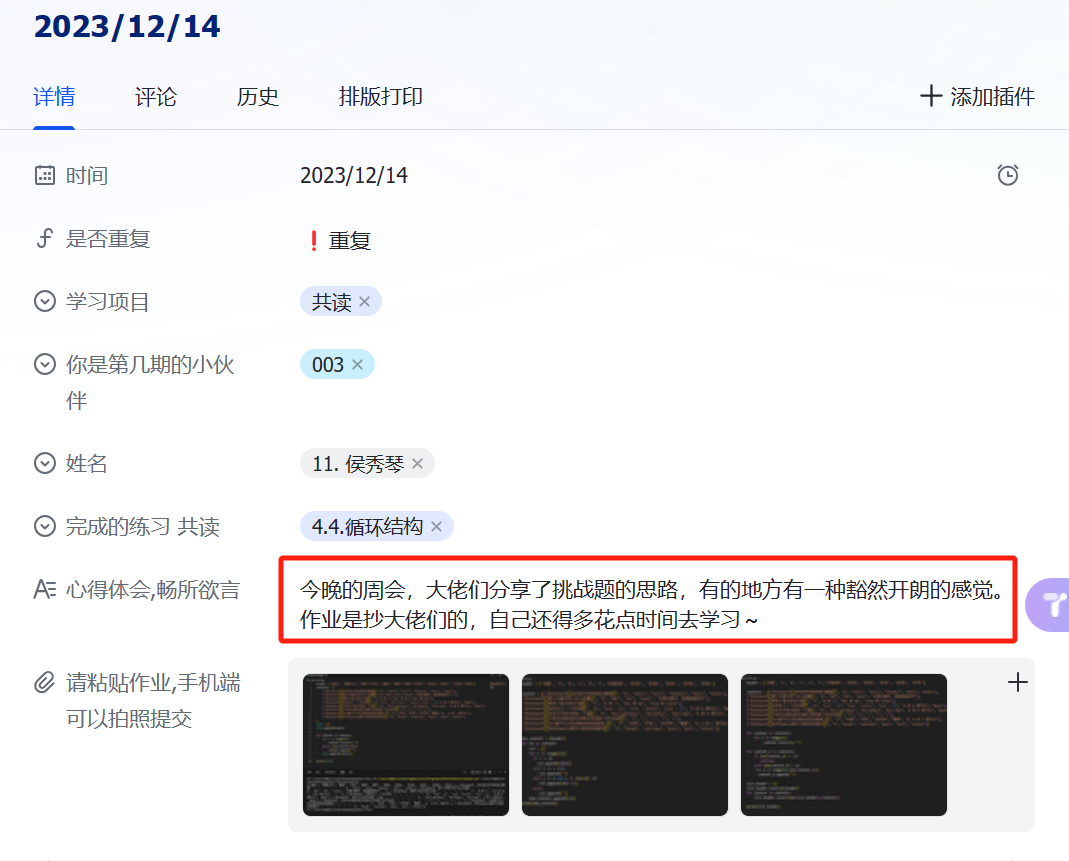 2023/12/14
详情 评论 历史 排版打印 添加插件
时间 2023/12/14
是否重复 ❗ 重复
学习项目 共读 ×
你是第几期的小伙 003 ×
伴
姓名 11. 侯秀琴 ×
完成的练习 共读 4.4.循环结构 ×
心得体会,畅所欲言 今晚的周会，大佬们分享了挑战题的思路，有的地方有一种豁然开朗的感觉。
作业是抄大佬们的，自己还得多花点时间去学习~
请粘贴作业,手机端
可以拍照提交